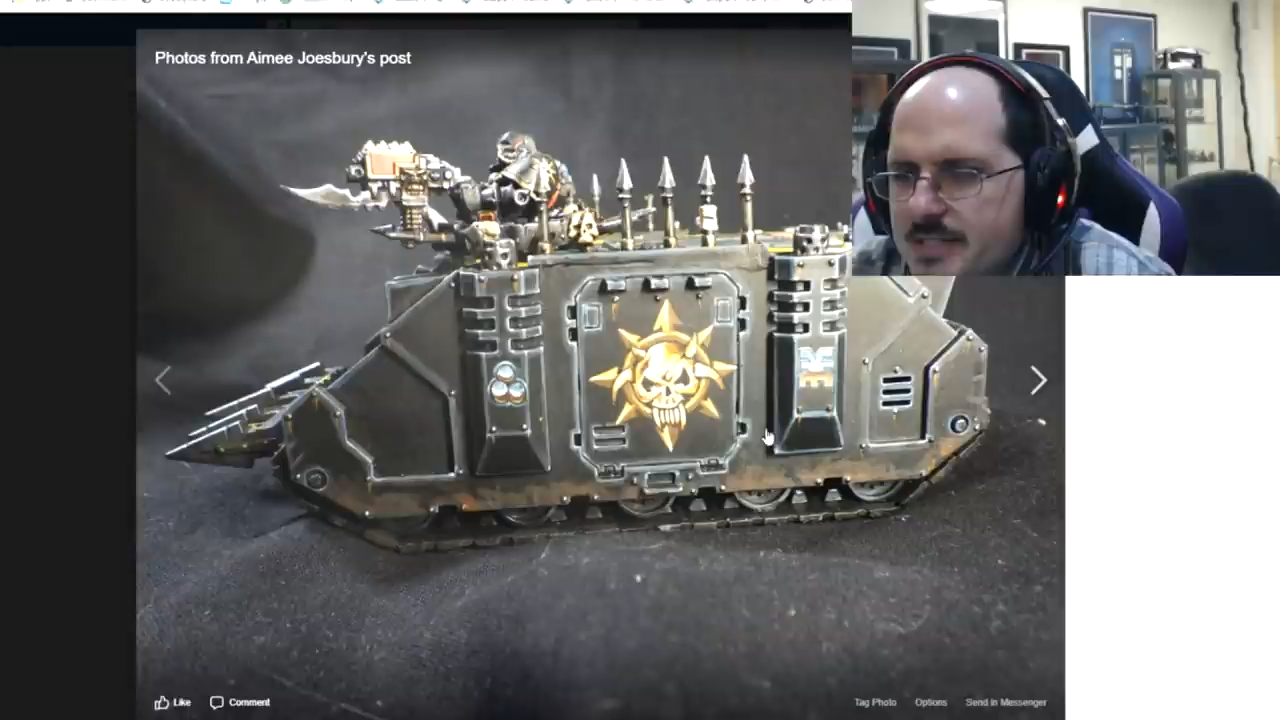 Photos from Aimee Joesbury's post
Like
Comment
Tag Photo
Options
Send in Messenger